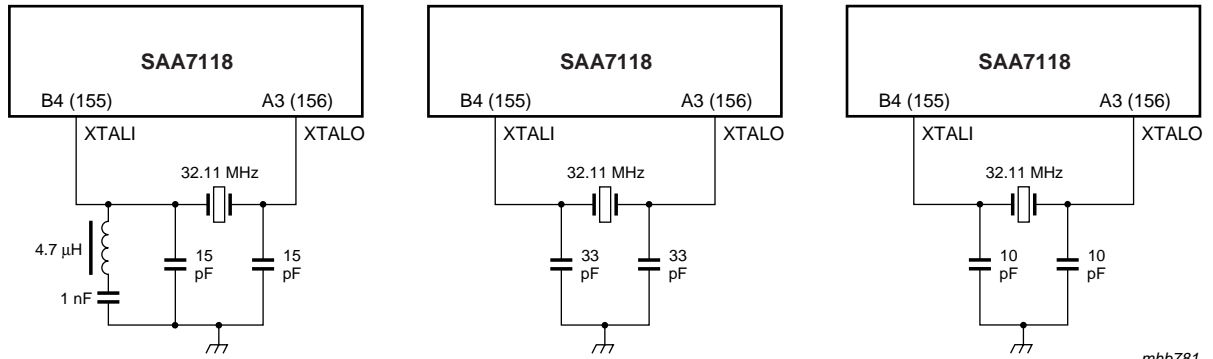 SAA7118
B4 (155)
A3 (156)
XTALI
XTALO
32.11 MHz
4.7 μH
15
pF
15
pF
1 nF
SAA7118
B4 (155)
A3 (156)
XTALI
XTALO
32.11 MHz
33
pF
33
pF
SAA7118
B4 (155)
A3 (156)
XTALI
XTALO
32.11 MHz
10
pF
10
pF
mhb781